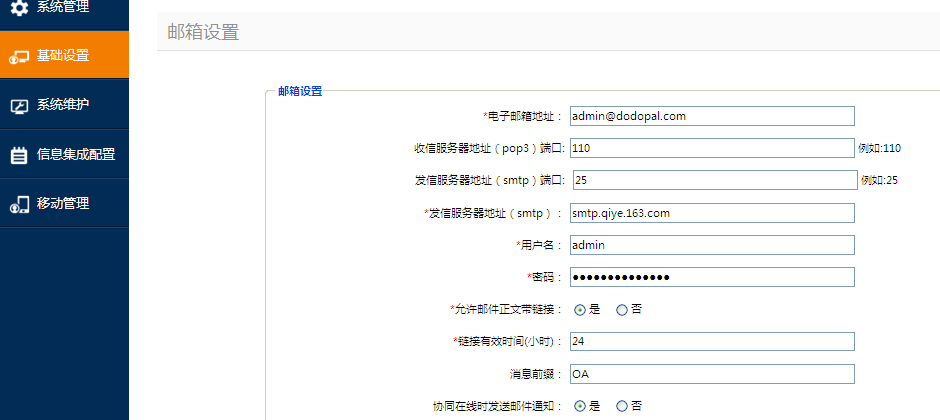 系统管理
基础设置
系统维护
信息集成配置
移动管理
邮箱设置
邮箱设置
*电子邮箱地址： admin@dodopal.com
收信服务器地址（pop3）端口: 110 例如:110
发信服务器地址（smtp）端口: 25 例如:25
*发信服务器地址（smtp）： smtp.qiye.163.com
*用户名： admin
*密码： ●●●●●●●●●●●●●●
*允许邮件正文带链接： 是 否
*链接有效时间(小时)： 24
消息前缀： OA
协同在线时发送邮件通知： 是 否